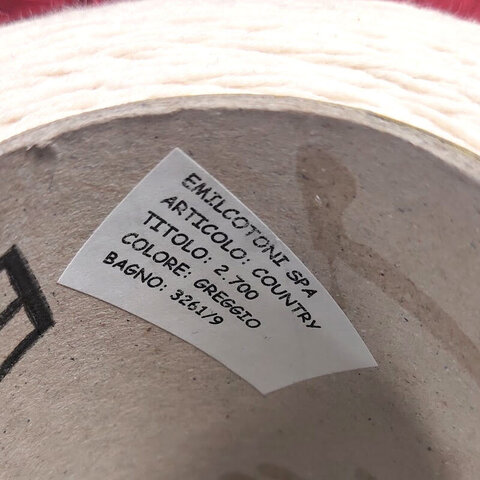 EMILCOTONI SPA
ARTICOLO: COUNTRY
TITOLO: 2.700
COLORE: GREGGIO
BAGNO: 3261/9